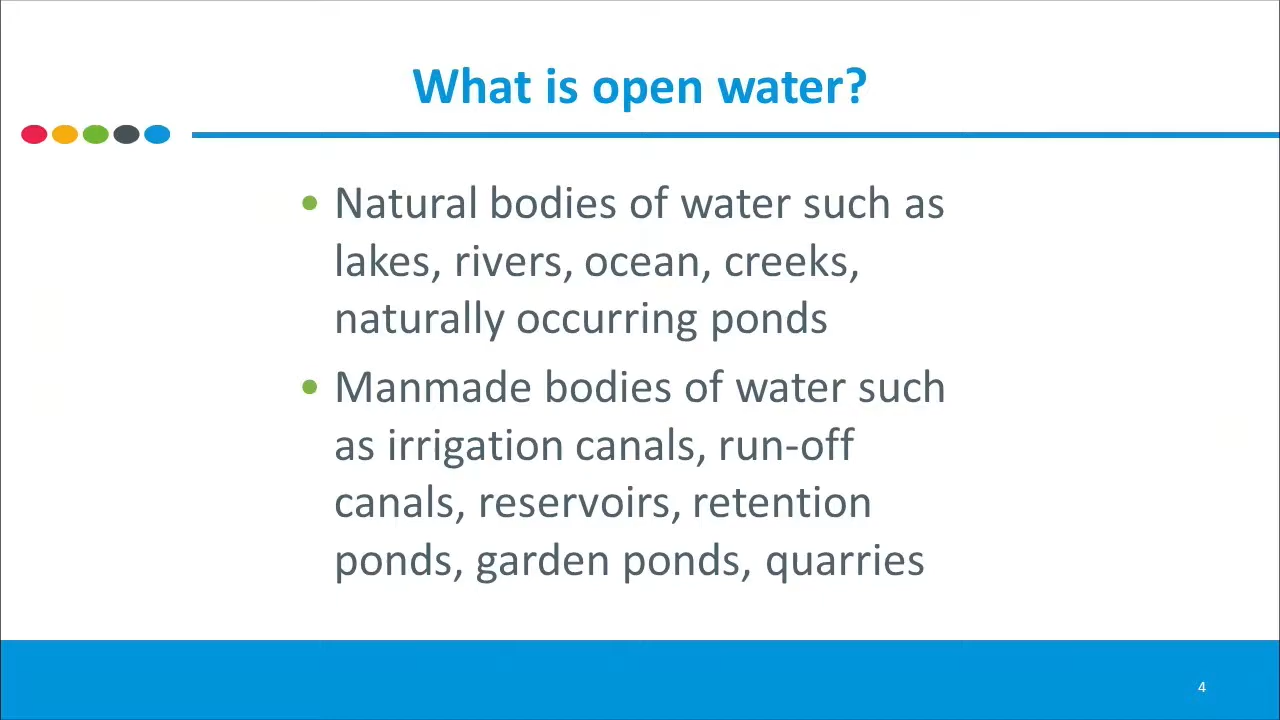 What is open water?
• Natural bodies of water such as
lakes, rivers, ocean, creeks,
naturally occurring ponds
• Manmade bodies of water such
as irrigation canals, run-off
canals, reservoirs, retention
ponds, garden ponds, quarries
4